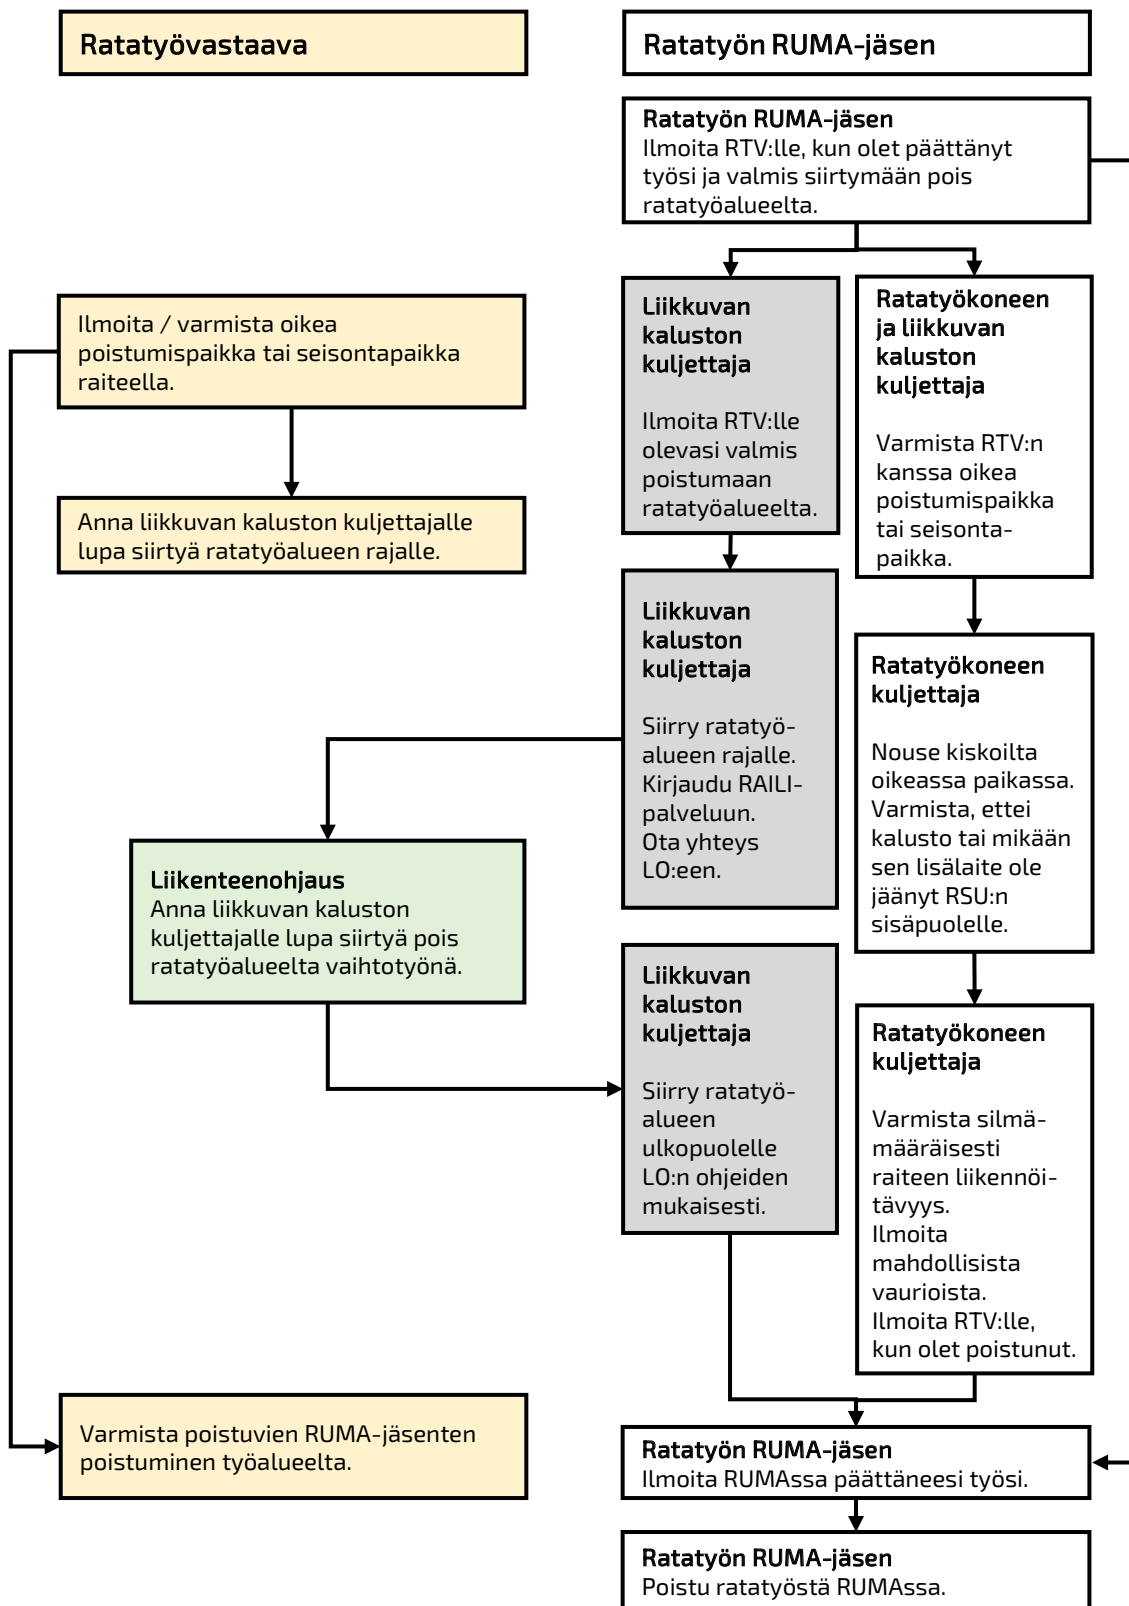 Ratatyövastaava
Ratatyön RUMA-jäsen
Ratatyön RUMA-jäsen
Ilmoita RTV:lle, kun olet päättänyt
työsi ja valmis siirtymään pois
ratatyöalueelta.
Ilmoita / varmista oikea
poistumispaikka tai seisontapaikka
raiteella.
Anna liikkuvan kaluston kuljettajalle
lupa siirtyä ratatyöalueen rajalle.
Liikkuvan
kaluston
kuljettaja
Ilmoita RTV:lle
olevasi valmis
poistumaan
ratatyöalueelta.
Ratatyökoneen
ja liikkuvan
kaluston
kuljettaja
Varmista RTV:n
kanssa oikea
poistumispaikka
tai seisonta-
paikka.
Liikkuvan
kaluston
kuljettaja
Siirry ratatyö-
alueen rajalle.
Kirjaudu RAILI-
palveluun.
Ota yhteys
LO:een.
Ratatyökoneen
kuljettaja
Nouse kiskoilta
oikeassa paikassa.
Varmista, ettei
kalusto tai mikään
sen lisälaite ole
jäänyt RSU:n
sisäpuolelle.
Liikenteenohjaus
Anna liikkuvan kaluston
kuljettajalle lupa siirtyä pois
ratatyöalueelta vaihtotyönä.
Liikkuvan
kaluston
kuljettaja
Siirry ratatyö-
alueen
ulkopuolelle
LO:n ohjeiden
mukaisesti.
Ratatyökoneen
kuljettaja
Varmista silmä-
määräisesti
raiteen liikennöi-
tävyys.
Ilmoita
mahdollisista
vaurioista.
Ilmoita RTV:lle,
kun olet poistunut.
Varmista poistuvien RUMA-jäsenten
poistuminen työalueelta.
Ratatyön RUMA-jäsen
Ilmoita RUMAssa päättäneesi työsi.
Ratatyön RUMA-jäsen
Poistu ratatyöstä RUMAssa.